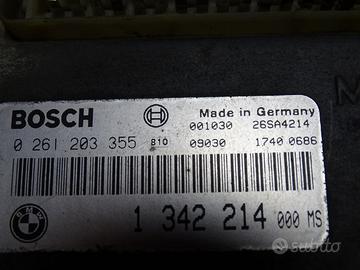 BOSCH
Made in Germany
001030 26SA4214
0 261 203 355 810 09030 1740 0686
BMW
1 342 214 000 MS
M
subito